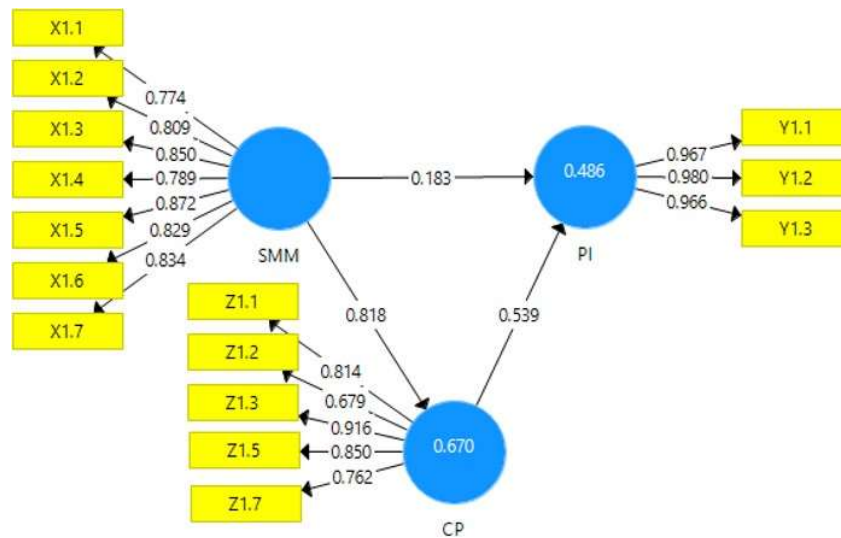 X1.1
X1.2
X1.3
X1.4
X1.5
X1.6
X1.7
0.774
0.809
0.850
0.789
0.872
0.829
0.834
SMM
0.183
0.486
PI
0.967
0.980
0.966
Y1.1
Y1.2
Y1.3
0.818
0.539
Z1.1
Z1.2
Z1.3
Z1.5
Z1.7
0.814
0.679
0.916
0.850
0.762
0.670
CP